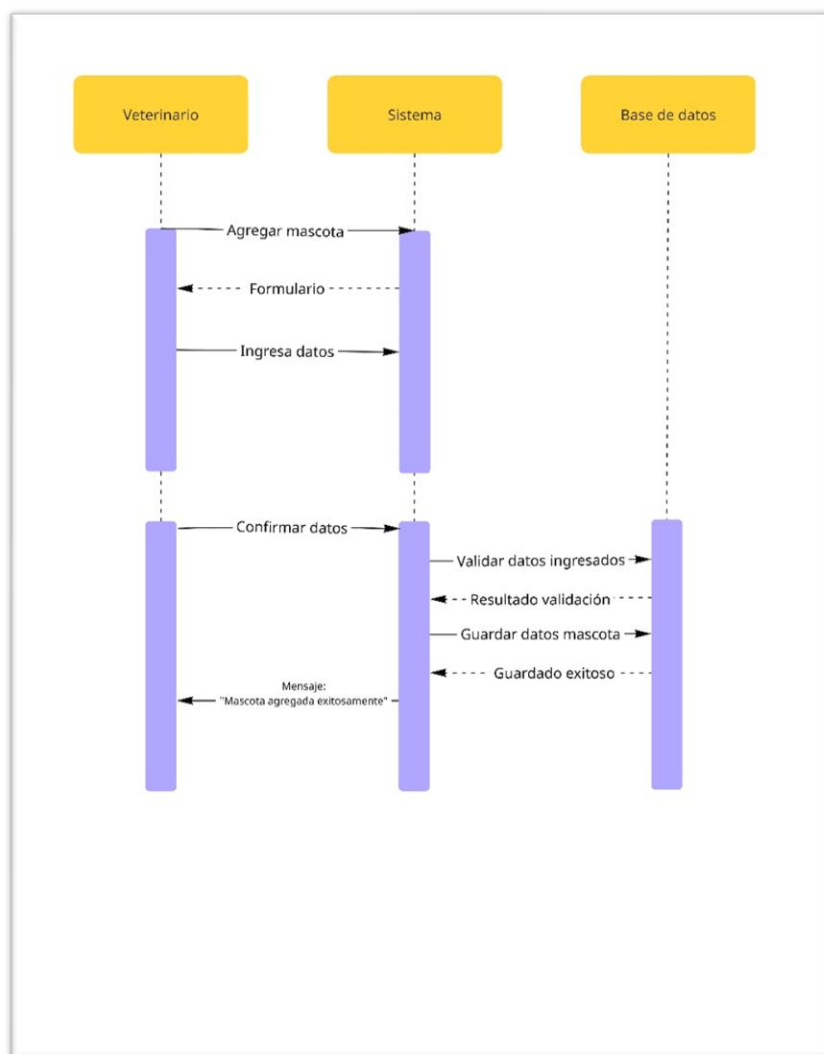 Veterinario
Sistema
Base de datos
Agregar mascota
Formulario
Ingresa datos
Confirmar datos
Validar datos ingresados
Resultado validación
Guardar datos mascota
Guardado exitoso
Mensaje:
"Mascota agregada exitosamente"